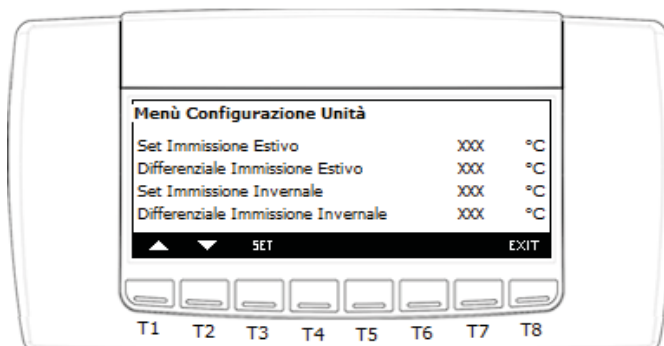 Menù Configurazione Unità
Set Immissione Estivo XXX °C
Differenziale Immissione Estivo XXX °C
Set Immissione Invernale XXX °C
Differenziale Immissione Invernale XXX °C
SET EXIT
T1 T2 T3 T4 T5 T6 T7 T8